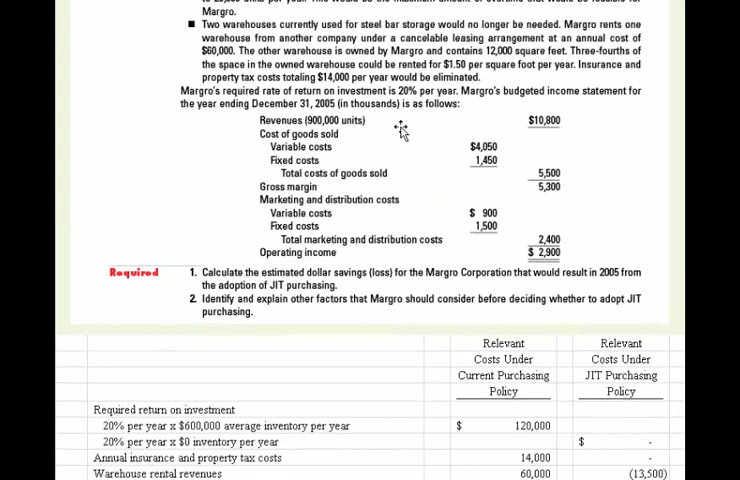 Margro.
■ Two warehouses currently used for steel bar storage would no longer be needed. Margro rents one
warehouse from another company under a cancelable leasing arrangement at an annual cost of
$60,000. The other warehouse is owned by Margro and contains 12,000 square feet. Three-fourths of
the space in the owned warehouse could be rented for $1.50 per square foot per year. Insurance and
property tax costs totaling $14,000 per year would be eliminated.
Margro's required rate of return on investment is 20% per year. Margro's budgeted income statement for
the year ending December 31, 2005 (in thousands) is as follows:
Revenues (900,000 units) $10,800
Cost of goods sold
Variable costs $4,050
Fixed costs 1,450
Total costs of goods sold 5,500
Gross margin 5,300
Marketing and distribution costs
Variable costs $ 900
Fixed costs 1,500
Total marketing and distribution costs 2,400
Operating income $ 2,900
Required 1. Calculate the estimated dollar savings (loss) for the Margro Corporation that would result in 2005 from
the adoption of JIT purchasing.
2. Identify and explain other factors that Margro should consider before deciding whether to adopt JIT
purchasing.
Relevant Relevant
Costs Under Costs Under
Current Purchasing JIT Purchasing
Policy Policy
Required return on investment
20% per year x $600,000 average inventory per year $ 120,000
20% per year x $0 inventory per year $ -
Annual insurance and property tax costs 14,000 -
Warehouse rental revenues 60,000 (13,500)